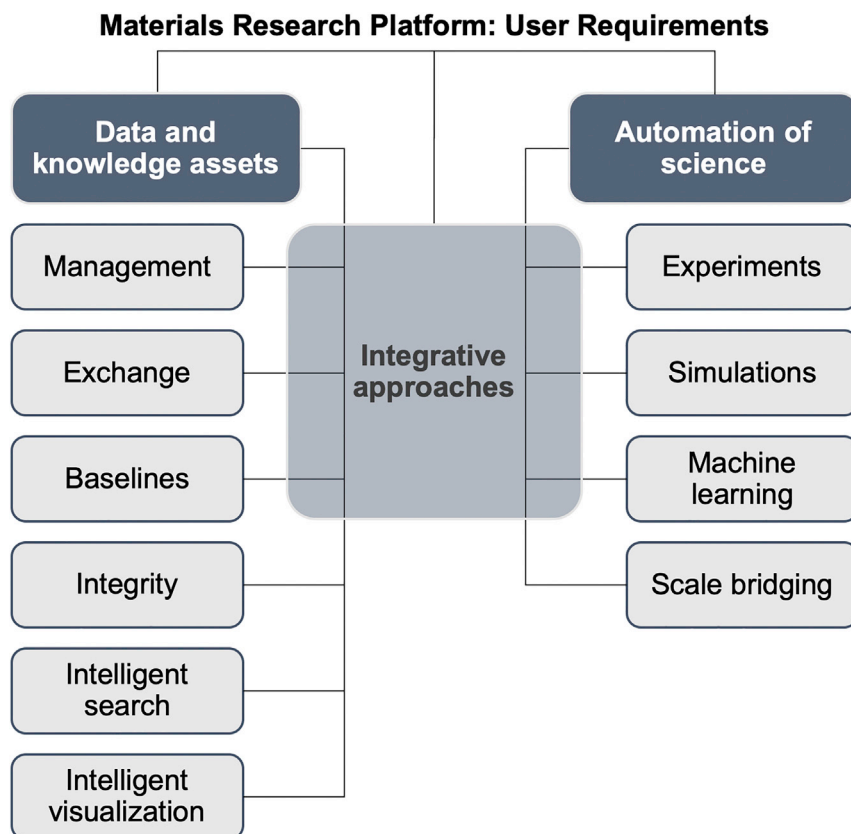 Materials Research Platform: User Requirements
Data and
knowledge assets
Management
Exchange
Baselines
Integrity
Intelligent
search
Intelligent
visualization
Integrative
approaches
Automation of
science
Experiments
Simulations
Machine
learning
Scale bridging